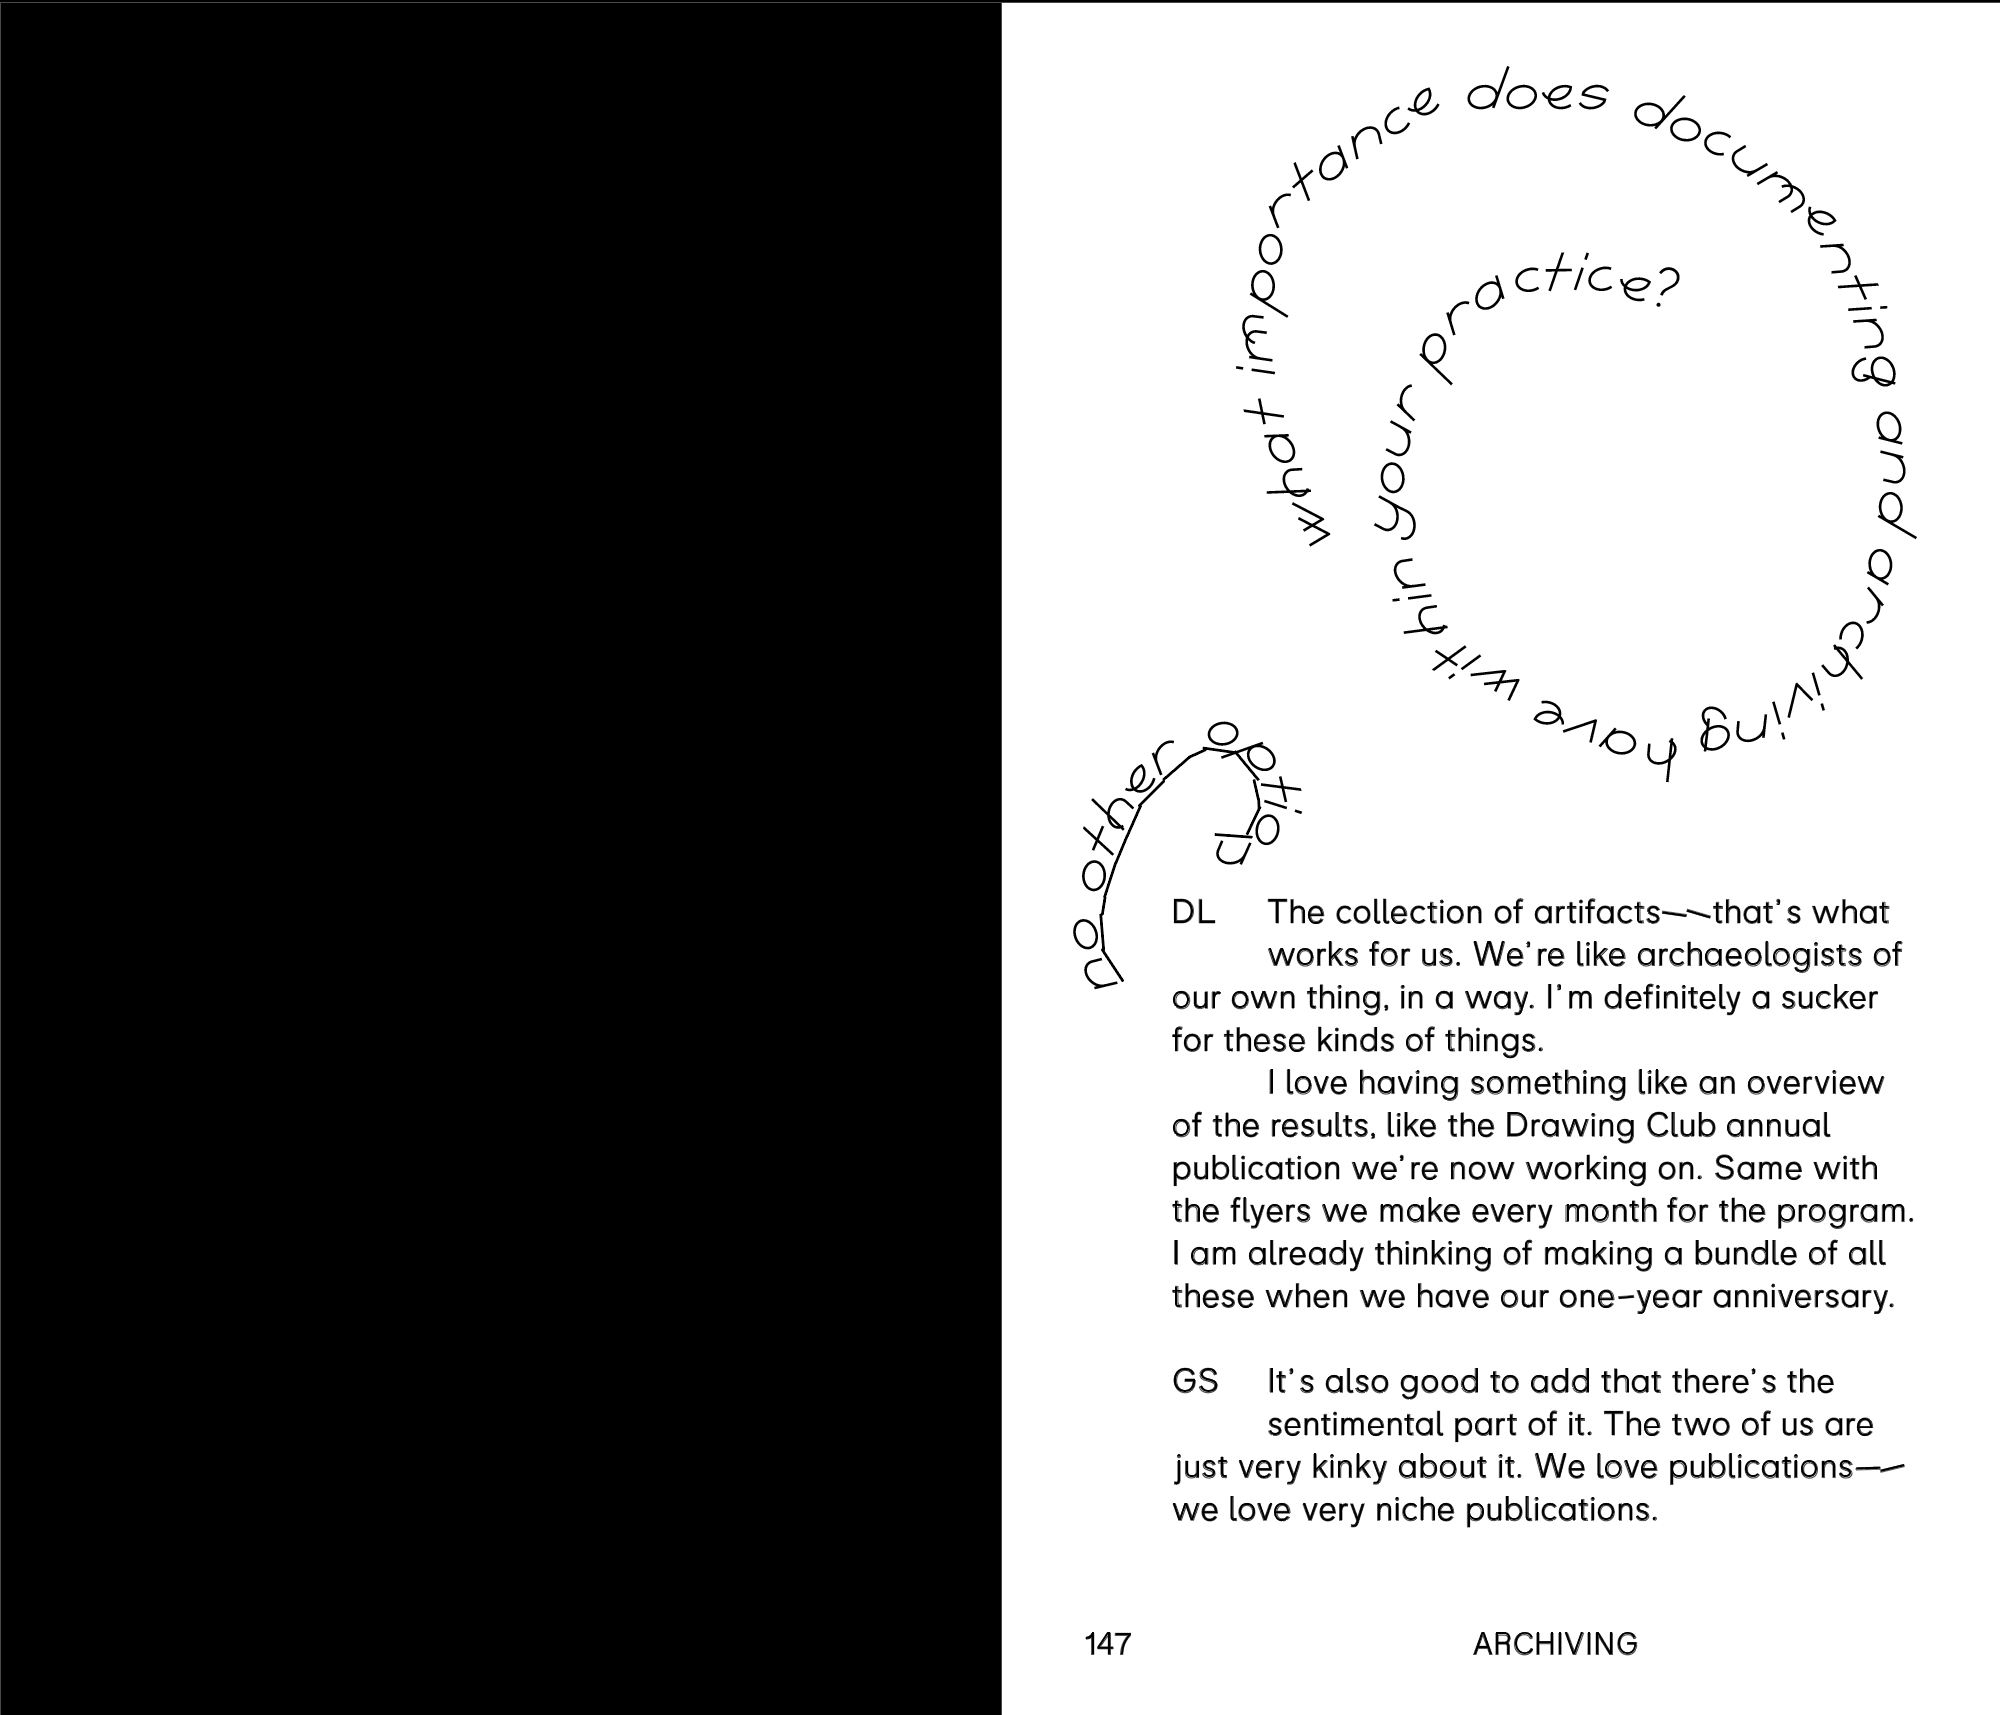 what importance does documenting and archiving have within your practice?
no other option
DL The collection of artifacts——that's what
works for us. We're like archaeologists of
our own thing, in a way. I'm definitely a sucker
for these kinds of things.
I love having something like an overview
of the results, like the Drawing Club annual
publication we're now working on. Same with
the flyers we make every month for the program.
I am already thinking of making a bundle of all
these when we have our one-year anniversary.
GS It's also good to add that there's the
sentimental part of it. The two of us are
just very kinky about it. We love publications——
we love very niche publications.
147 ARCHIVING